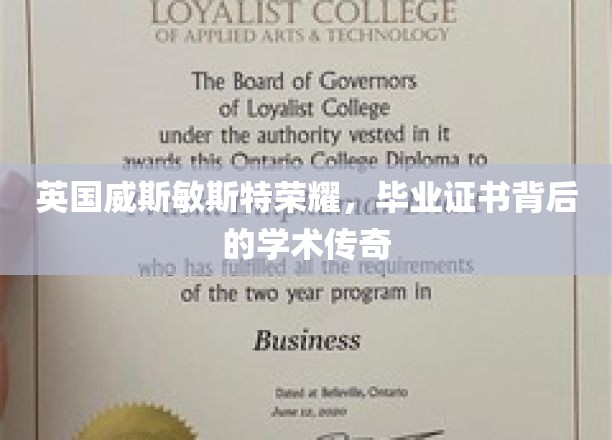 LOYALIST COLLEGE
OF APPLIED ARTS & TECHNOLOGY
The Board of Governors
of Loyalist College
under the authority vested in it
awards this Ontario College Diploma to
英国威斯敏斯特荣耀，毕业证书背后
的学术传奇
who has fulfilled all the requirements
of the two year program in
Business
Dated at Belleville, Ontario
June 12, 2020